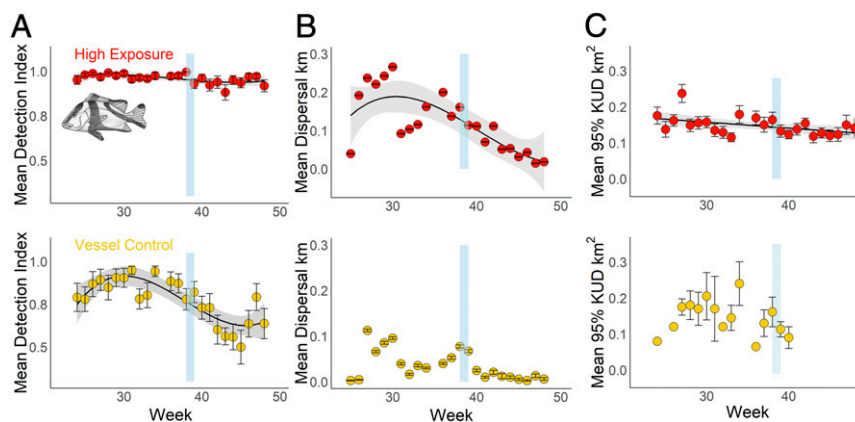 A
B
C
High Exposure
Mean Detection Index
1.0
0.8
0.5
30
40
50
Mean Dispersal km
0.3
0.2
0.1
0.0
30
40
50
Mean 95% KUD km²
0.3
0.2
0.1
0.0
30
40
50
Vessel Control
Mean Detection Index
1.0
0.8
0.5
30
40
50
Week
Mean Dispersal km
0.3
0.2
0.1
0.0
30
40
50
Week
Mean 95% KUD km²
0.3
0.2
0.1
0.0
30
40
50
Week